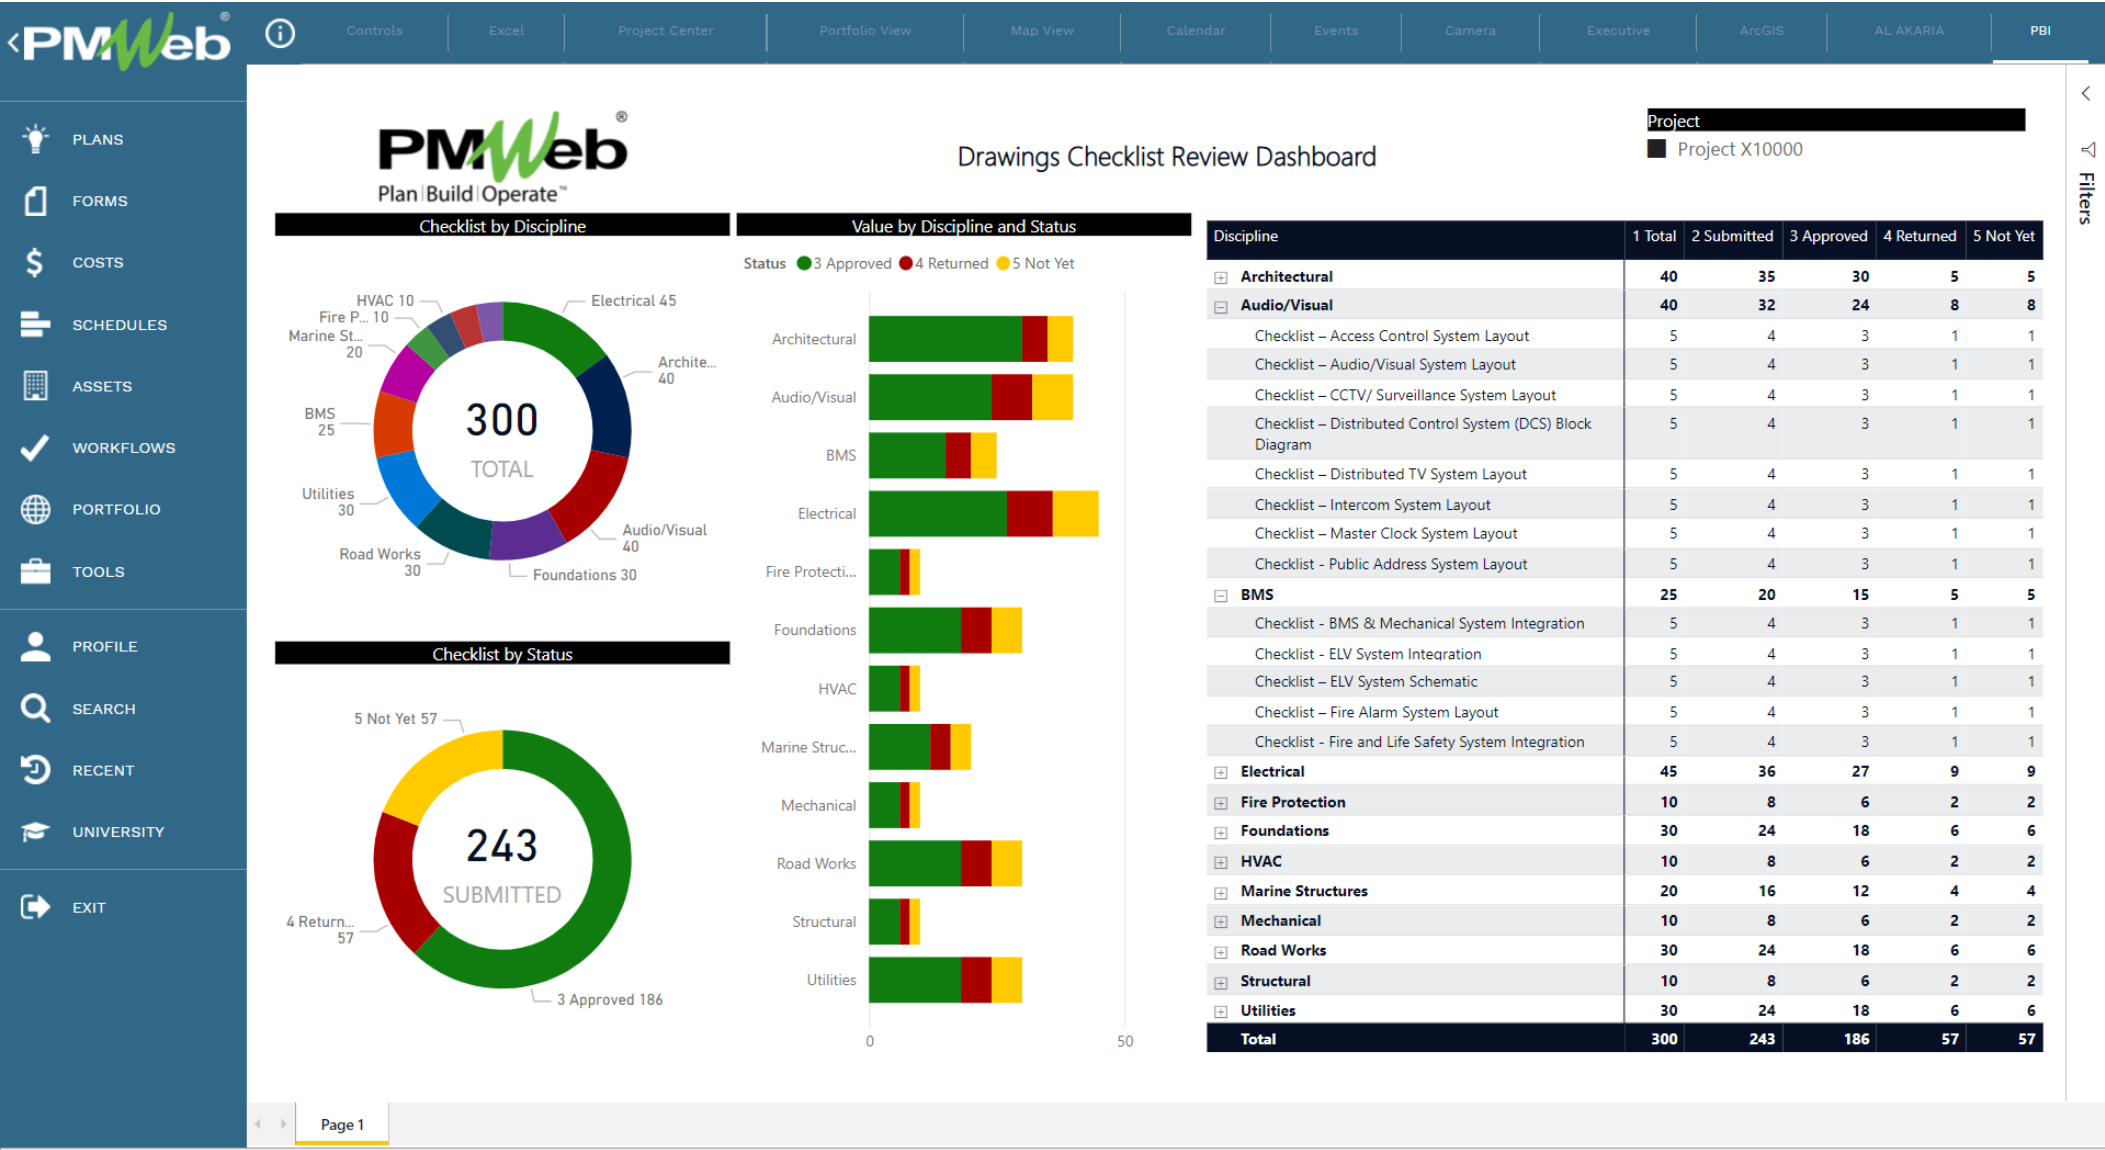 PMWeb®
Controls
Excel
Project Center
Portfolio View
Map View
Calendar
Events
Camera
Executive
ArcGIS
AL AKARIA
PBI
PLANS
FORMS
COSTS
SCHEDULES
ASSETS
WORKFLOWS
PORTFOLIO
TOOLS
PROFILE
SEARCH
RECENT
UNIVERSITY
EXIT
PMWeb®
Plan Build Operate™
Drawings Checklist Review Dashboard
Project
Project X10000
Filters
Checklist by Discipline
HVAC 10
Fire P... 10
Marine St...
20
BMS
25
Utilities
30
Road Works
30
Foundations 30
Audio/Visual
40
Archite...
40
Electrical 45
300
TOTAL
Checklist by Status
5 Not Yet 57
4 Return...
57
3 Approved 186
243
SUBMITTED
Value by Discipline and Status
Status 3 Approved 4 Returned 5 Not Yet
Architectural
Audio/Visual
BMS
Electrical
Fire Protecti...
Foundations
HVAC
Marine Struc...
Mechanical
Road Works
Structural
Utilities
0 50
Discipline 1 Total 2 Submitted 3 Approved 4 Returned 5 Not Yet
Architectural 40 35 30 5 5
Audio/Visual 40 32 24 8 8
Checklist – Access Control System Layout 5 4 3 1 1
Checklist – Audio/Visual System Layout 5 4 3 1 1
Checklist – CCTV/ Surveillance System Layout 5 4 3 1 1
Checklist – Distributed Control System (DCS) Block 5 4 3 1 1
Diagram
Checklist – Distributed TV System Layout 5 4 3 1 1
Checklist – Intercom System Layout 5 4 3 1 1
Checklist – Master Clock System Layout 5 4 3 1 1
Checklist - Public Address System Layout 5 4 3 1 1
BMS 25 20 15 5 5
Checklist - BMS & Mechanical System Integration 5 4 3 1 1
Checklist - ELV System Integration 5 4 3 1 1
Checklist – ELV System Schematic 5 4 3 1 1
Checklist – Fire Alarm System Layout 5 4 3 1 1
Checklist - Fire and Life Safety System Integration 5 4 3 1 1
Electrical 45 36 27 9 9
Fire Protection 10 8 6 2 2
Foundations 30 24 18 6 6
HVAC 10 8 6 2 2
Marine Structures 20 16 12 4 4
Mechanical 10 8 6 2 2
Road Works 30 24 18 6 6
Structural 10 8 6 2 2
Utilities 30 24 18 6 6
Total 300 243 186 57 57
Page 1